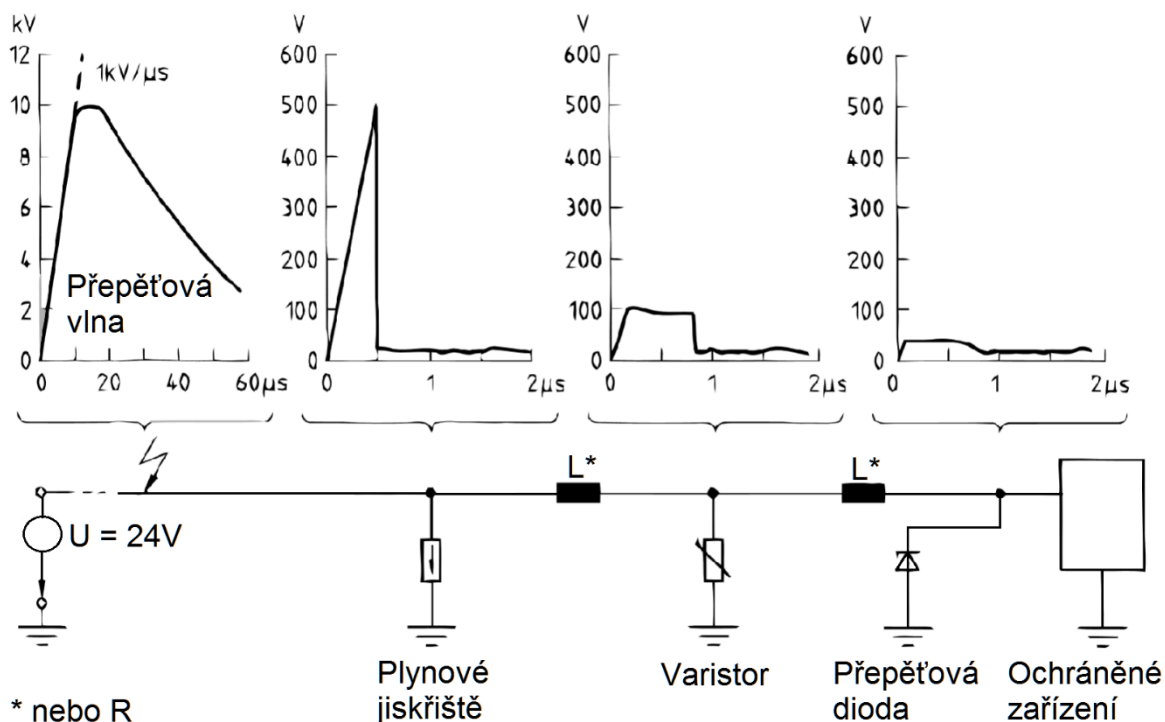 kV
12
10
8
6
4
2
0
1kV/µs
Přepěťová
vlna
0 20 40 60µs
V
600
500
400
300
200
100
0
0 1 2µs
V
600
500
400
300
200
100
0
0 1 2µs
V
600
500
400
300
200
100
0
0 1 2µs
L*
L*
U = 24V
Plynové
jiskřiště
Varistor
Přepěťová
dioda
Ochráněné
zařízení
* nebo R